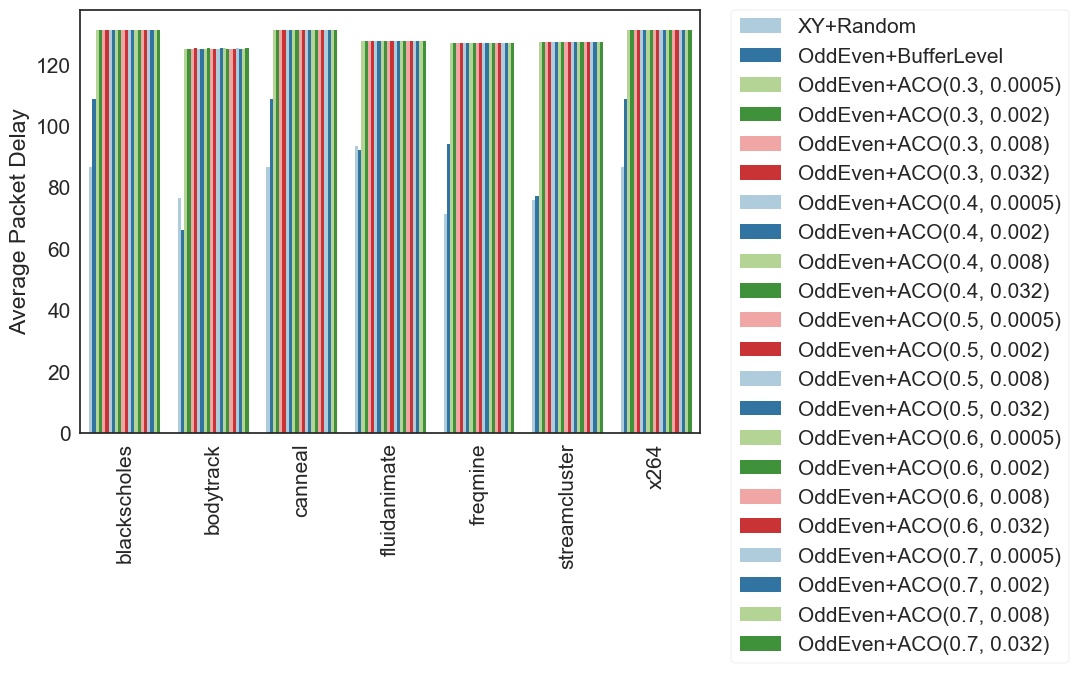 Average Packet Delay
120
100
80
60
40
20
0
blackscholes
bodytrack
canneal
fluidanimate
freqmine
streamcluster
x264
XY+Random
OddEven+BufferLevel
OddEven+ACO(0.3, 0.0005)
OddEven+ACO(0.3, 0.002)
OddEven+ACO(0.3, 0.008)
OddEven+ACO(0.3, 0.032)
OddEven+ACO(0.4, 0.0005)
OddEven+ACO(0.4, 0.002)
OddEven+ACO(0.4, 0.008)
OddEven+ACO(0.4, 0.032)
OddEven+ACO(0.5, 0.0005)
OddEven+ACO(0.5, 0.002)
OddEven+ACO(0.5, 0.008)
OddEven+ACO(0.5, 0.032)
OddEven+ACO(0.6, 0.0005)
OddEven+ACO(0.6, 0.002)
OddEven+ACO(0.6, 0.008)
OddEven+ACO(0.6, 0.032)
OddEven+ACO(0.7, 0.0005)
OddEven+ACO(0.7, 0.002)
OddEven+ACO(0.7, 0.008)
OddEven+ACO(0.7, 0.032)